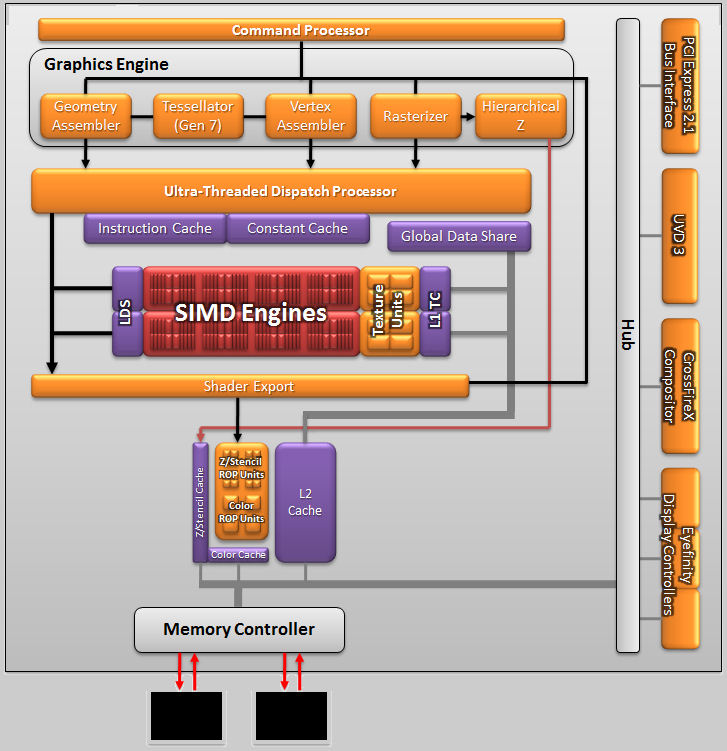 Command Processor
Graphics Engine
Geometry
Assembler
Tessellator
(Gen 7)
Vertex
Assembler
Rasterizer
Hierarchical
Z
Ultra-Threaded Dispatch Processor
Instruction Cache
Constant Cache
Global Data Share
LDS
SIMD Engines
Texture
Units
L1 TC
Shader Export
Z/Stencil Cache
Z/Stencil
ROP Units
Color
ROP Units
Color Cache
L2
Cache
Memory Controller
Hub
PCI Express 2.1
Bus Interface
UVD 3
CrossFireX
Compositor
Eyefinity
Display Controllers